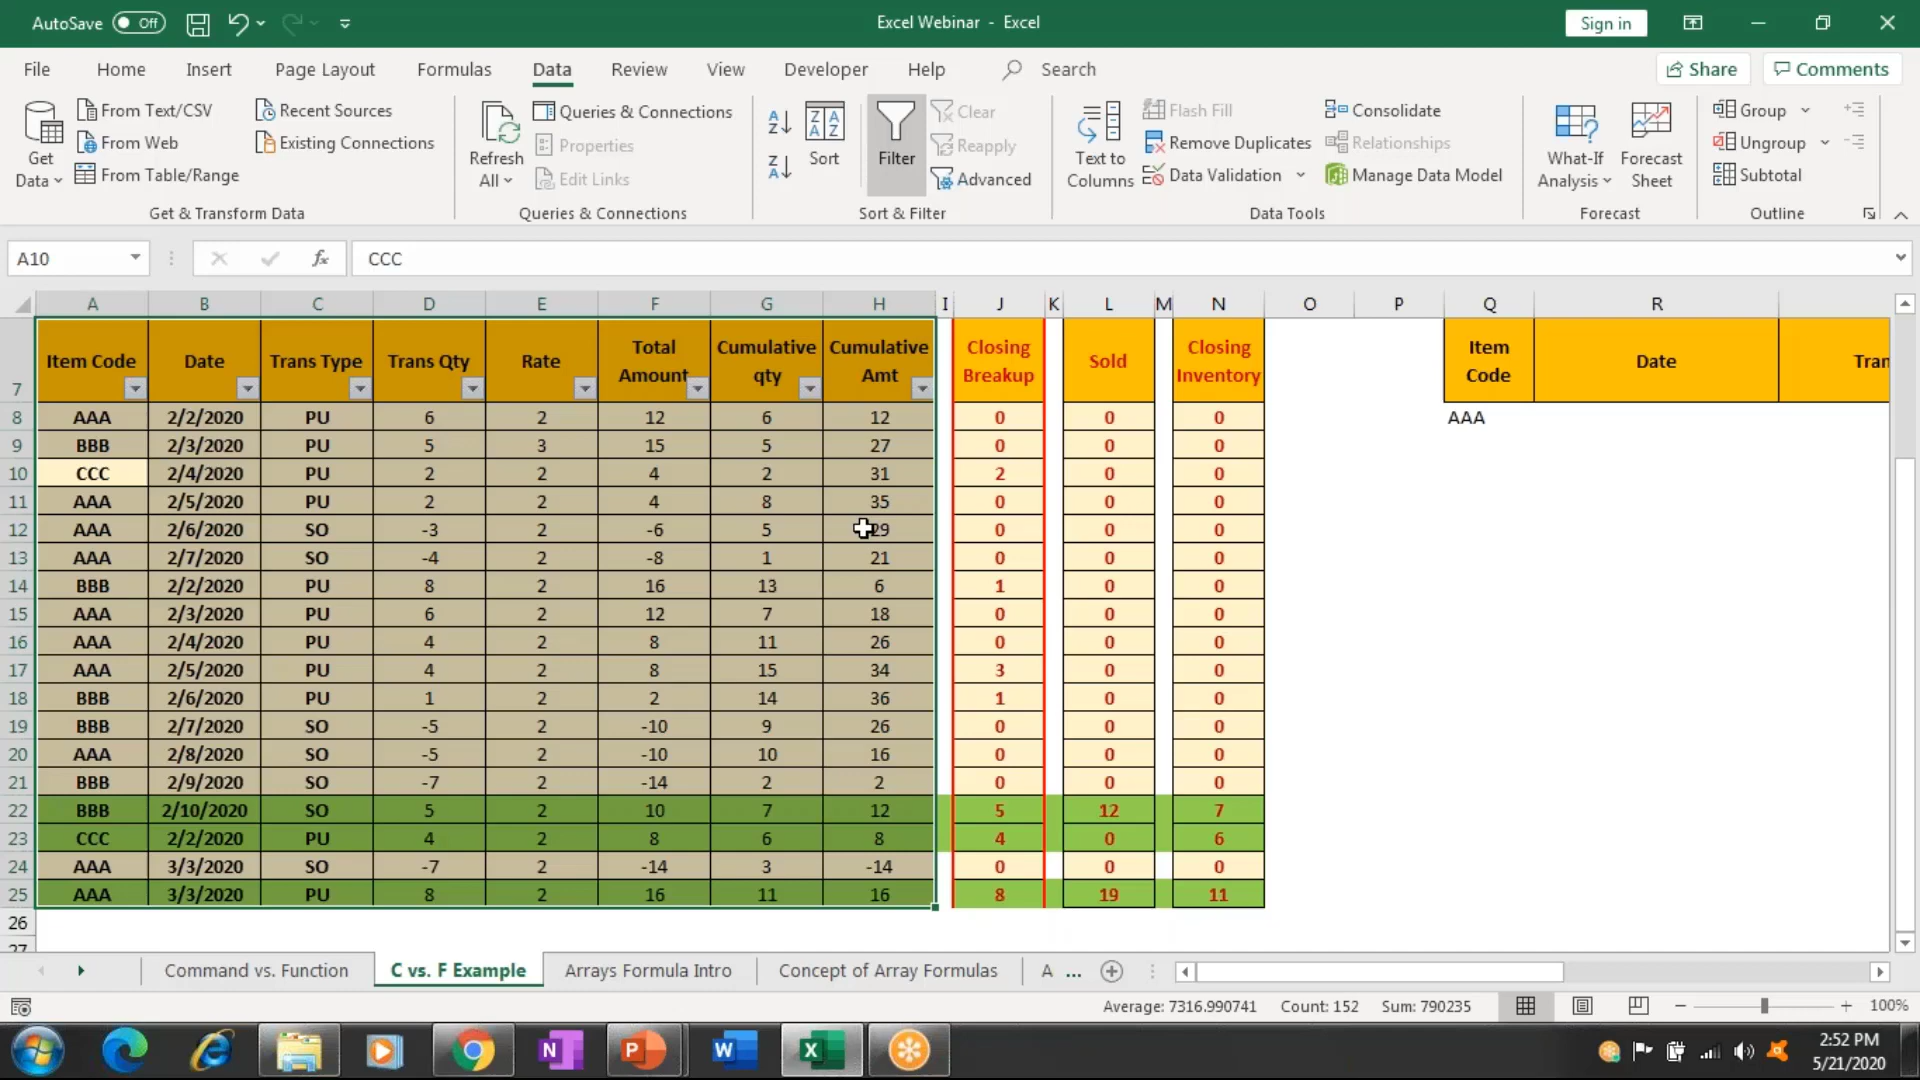 AutoSave Off Excel Webinar - Excel Sign in
File Home Insert Page Layout Formulas Data Review View Developer Help Search Share Comments
Get Data
From Text/CSV
From Web
From Table/Range
Recent Sources
Existing Connections
Get & Transform Data
Refresh All
Queries & Connections
Properties
Edit Links
Queries & Connections
Sort
Filter
Clear
Reapply
Advanced
Sort & Filter
Text to Columns
Flash Fill
Remove Duplicates
Data Validation
Consolidate
Relationships
Manage Data Model
Data Tools
What-If Analysis
Forecast Sheet
Forecast
Group
Ungroup
Subtotal
Outline
A10 fx CCC
A B C D E F G H I J K L M N O P Q R
7 Item Code Date Trans Type Trans Qty Rate Total Amount Cumulative qty Cumulative Amt Closing Breakup Sold Closing Inventory Item Code Date Tran
8 AAA 2/2/2020 PU 6 2 12 6 12 0 0 0 AAA
9 BBB 2/3/2020 PU 5 3 15 5 27 0 0 0
10 CCC 2/4/2020 PU 2 2 4 2 31 2 0 0
11 AAA 2/5/2020 PU 2 2 4 8 35 0 0 0
12 AAA 2/6/2020 SO -3 2 -6 5 29 0 0 0
13 AAA 2/7/2020 SO -4 2 -8 1 21 0 0 0
14 BBB 2/2/2020 PU 8 2 16 13 6 1 0 0
15 AAA 2/3/2020 PU 6 2 12 7 18 0 0 0
16 AAA 2/4/2020 PU 4 2 8 11 26 0 0 0
17 AAA 2/5/2020 PU 4 2 8 15 34 3 0 0
18 BBB 2/6/2020 PU 1 2 2 14 36 1 0 0
19 BBB 2/7/2020 SO -5 2 -10 9 26 0 0 0
20 AAA 2/8/2020 SO -5 2 -10 10 16 0 0 0
21 BBB 2/9/2020 SO -7 2 -14 2 2 0 0 0
22 BBB 2/10/2020 SO 5 2 10 7 12 5 12 7
23 CCC 2/2/2020 PU 4 2 8 6 8 4 0 6
24 AAA 3/3/2020 SO -7 2 -14 3 -14 0 0 0
25 AAA 3/3/2020 PU 8 2 16 11 16 8 19 11
26
27
Command vs. Function C vs. F Example Arrays Formula Intro Concept of Array Formulas A ...
Average: 7316.990741 Count: 152 Sum: 790235 100%
2:52 PM
5/21/2020